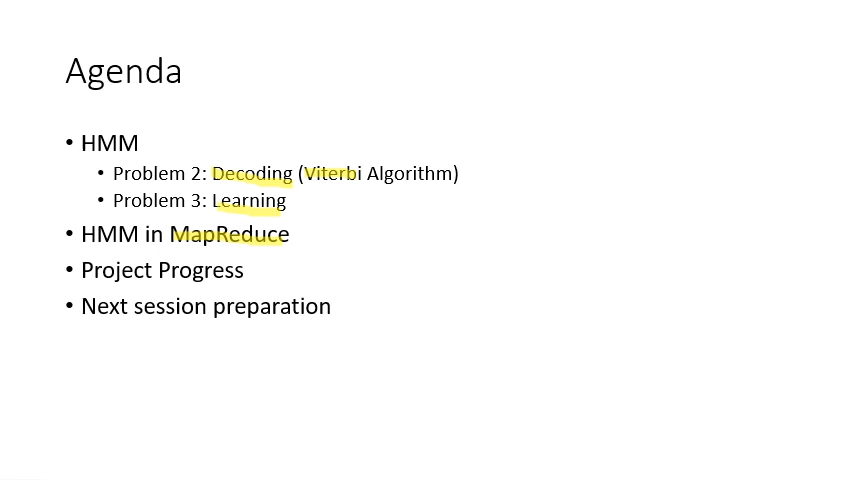 Agenda
• HMM
• Problem 2: Decoding (Viterbi Algorithm)
• Problem 3: Learning
• HMM in MapReduce
• Project Progress
• Next session preparation